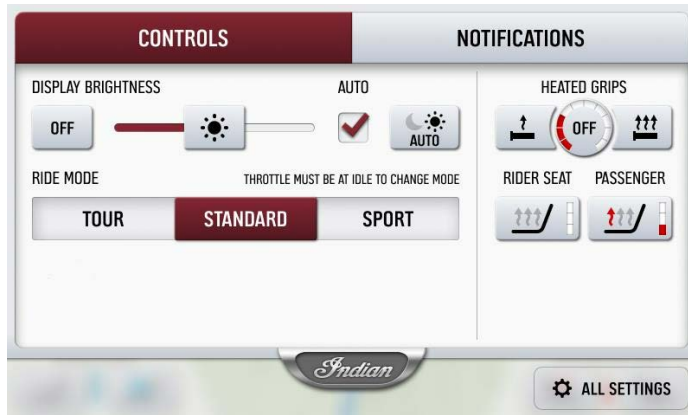 CONTROLS
NOTIFICATIONS
DISPLAY BRIGHTNESS
AUTO
OFF
AUTO
RIDE MODE
THROTTLE MUST BE AT IDLE TO CHANGE MODE
TOUR
STANDARD
SPORT
HEATED GRIPS
OFF
RIDER SEAT
PASSENGER
Indian
ALL SETTINGS